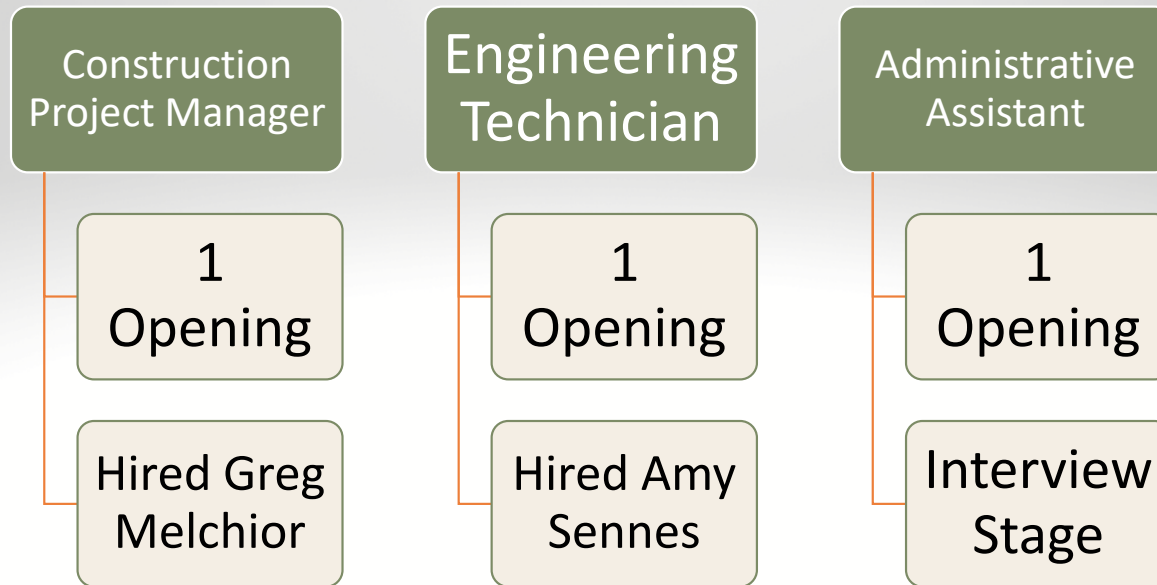 Construction
Project Manager
1
Opening
Hired Greg
Melchior
Engineering
Technician
1
Opening
Hired Amy
Sennes
Administrative
Assistant
1
Opening
Interview
Stage